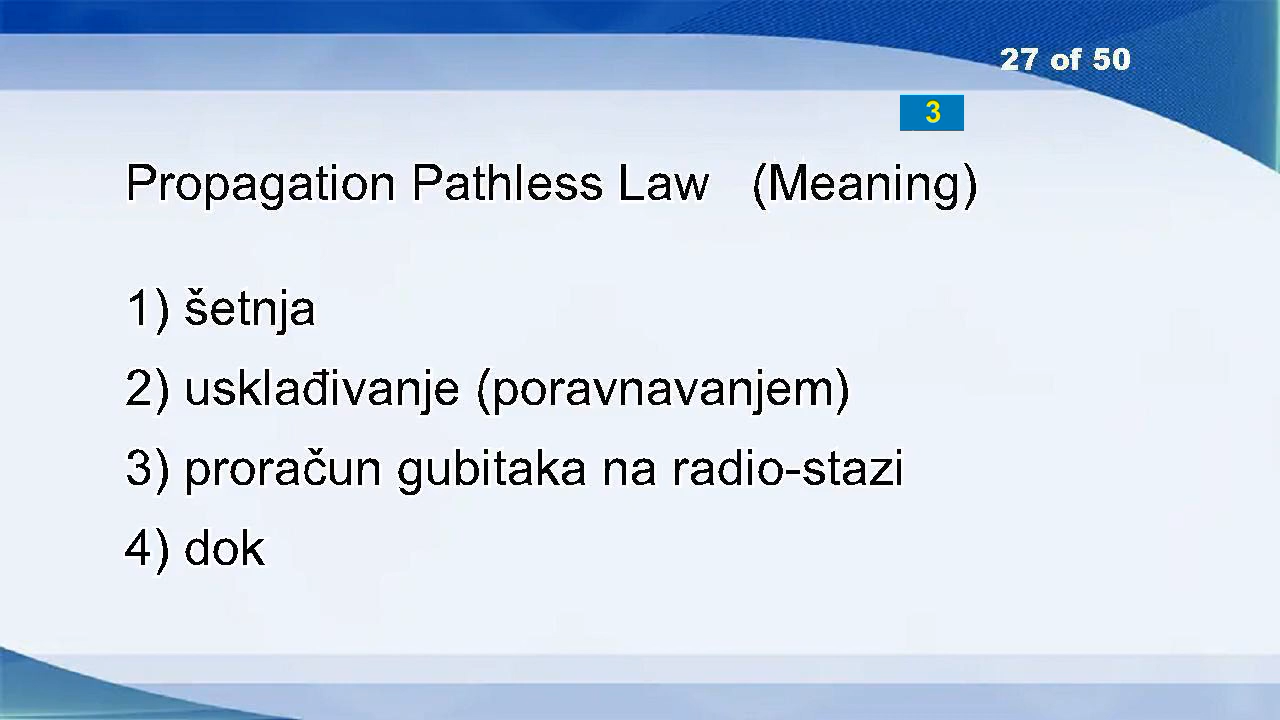 27 of 50
3
Propagation Pathless Law (Meaning)
1) šetnja
2) usklađivanje (poravnavanjem)
3) proračun gubitaka na radio-stazi
4) dok